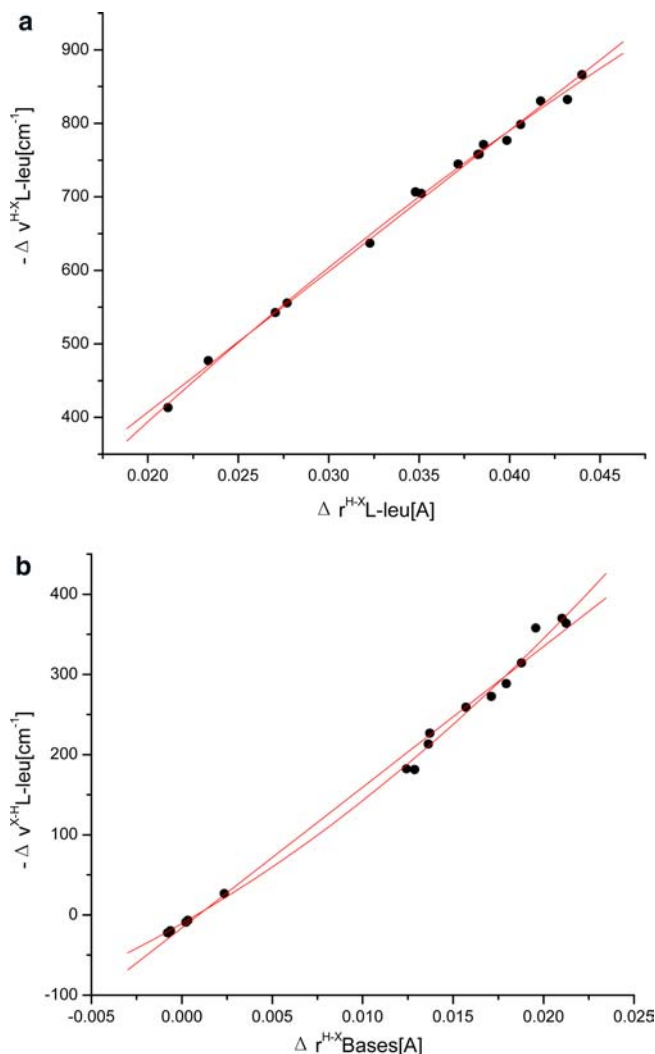 a
900
800
700
600
500
400
- Δ ν^{H-X}L-leu[cm⁻¹]
0.020 0.025 0.030 0.035 0.040 0.045
Δ r^{H-X}L-leu[A]
b
400
300
200
100
0
-100
- Δ ν^{X-H}L-leu[cm⁻¹]
-0.005 0.000 0.005 0.010 0.015 0.020 0.025
Δ r^{H-X}Bases[A]